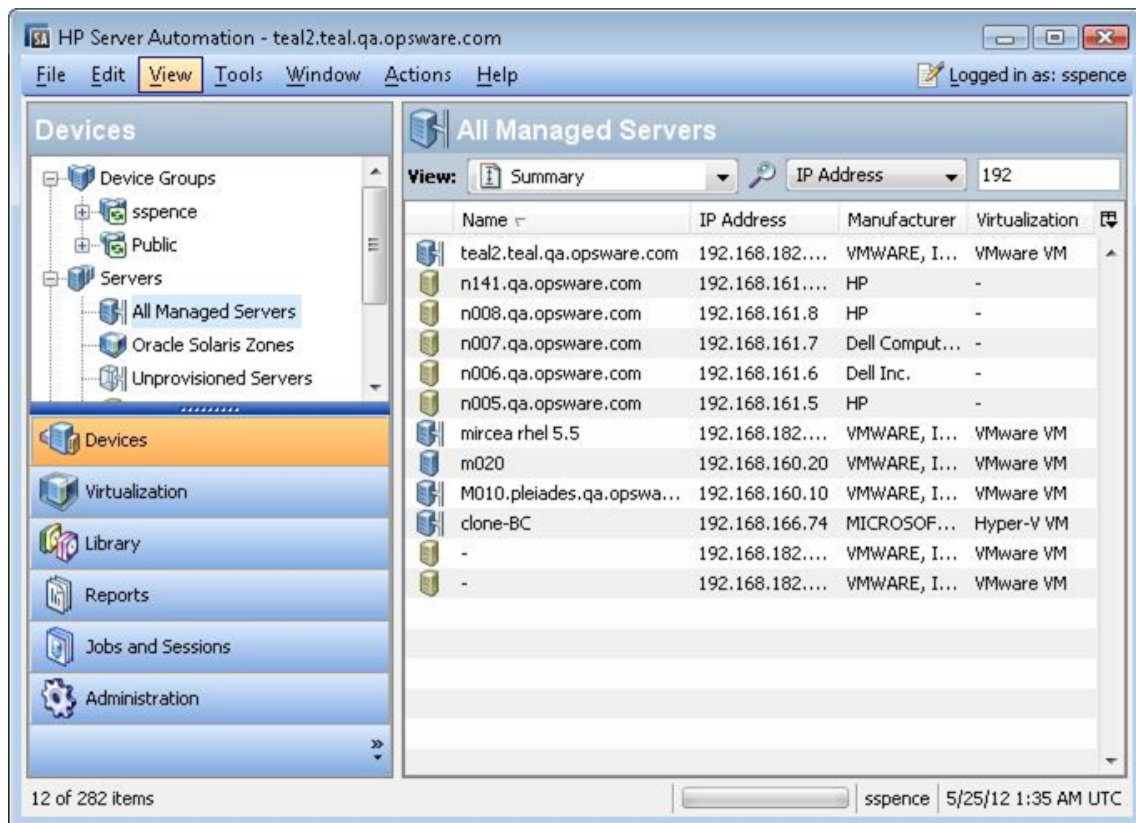 SA HP Server Automation - teal2.teal.qa.opsware.com
File Edit View Tools Window Actions Help Logged in as: sspence
Devices
Device Groups
sspence
Public
Servers
All Managed Servers
Oracle Solaris Zones
Unprovisioned Servers
Devices
Virtualization
Library
Reports
Jobs and Sessions
Administration
»
All Managed Servers
View: Summary IP Address 192
Name IP Address Manufacturer Virtualization
teal2.teal.qa.opsware.com 192.168.182.... VMWARE, I... VMware VM
n141.qa.opsware.com 192.168.161.... HP -
n008.qa.opsware.com 192.168.161.8 HP -
n007.qa.opsware.com 192.168.161.7 Dell Comput... -
n006.qa.opsware.com 192.168.161.6 Dell Inc. -
n005.qa.opsware.com 192.168.161.5 HP -
mircea rhel 5.5 192.168.182.... VMWARE, I... VMware VM
m020 192.168.160.20 VMWARE, I... VMware VM
M010.pleiades.qa.opswa... 192.168.160.10 VMWARE, I... VMware VM
clone-BC 192.168.166.74 MICROSOF... Hyper-V VM
- 192.168.182.... VMWARE, I... VMware VM
- 192.168.182.... VMWARE, I... VMware VM
12 of 282 items sspence 5/25/12 1:35 AM UTC